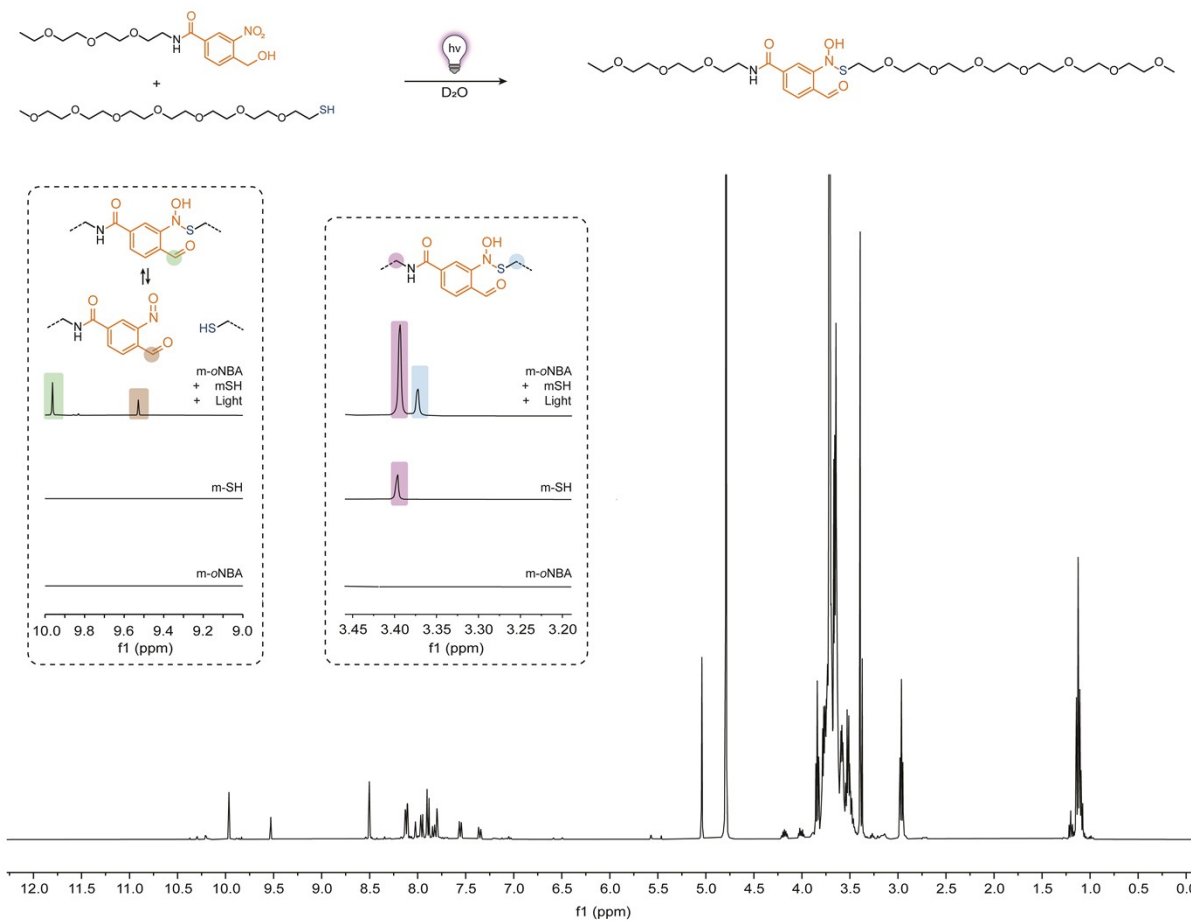 O
O
O
O
N
H
O
NO₂
OH
+
O
O
O
O
O
O
O
SH
hν
D₂O
O
O
O
N
H
O
OH
N
S
O
O
O
O
O
O
O
O
OH
O
N
H
N
S
O
O
O
N
H
N
O
HS
m-oNBA
+ mSH
+ Light
m-SH
m-oNBA
10.0 9.8 9.6 9.4 9.2 9.0
f1 (ppm)
O
OH
N
H
N
S
O
m-oNBA
+ mSH
+ Light
m-SH
m-oNBA
3.45 3.40 3.35 3.30 3.25 3.20
f1 (ppm)
12.0 11.5 11.0 10.5 10.0 9.5 9.0 8.5 8.0 7.5 7.0 6.5 6.0 5.5 5.0 4.5 4.0 3.5 3.0 2.5 2.0 1.5 1.0 0.5 0.0
f1 (ppm)